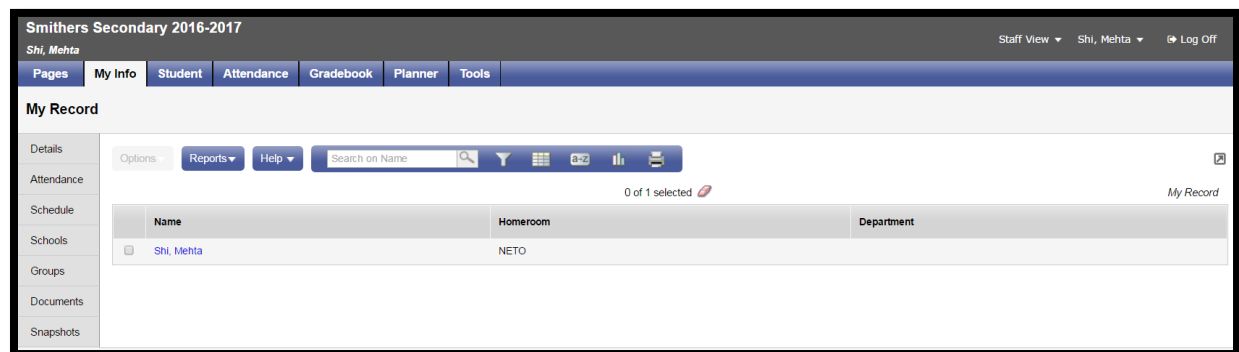 Smithers Secondary 2016-2017
Shi, Mehta
Staff View Shi, Mehta Log Off
Pages My Info Student Attendance Gradebook Planner Tools
My Record
Details
Options Reports Help Search on Name a-z
Attendance
0 of 1 selected My Record
Schedule
Name Homeroom Department
Schools
Shi, Mehta NETO
Groups
Documents
Snapshots